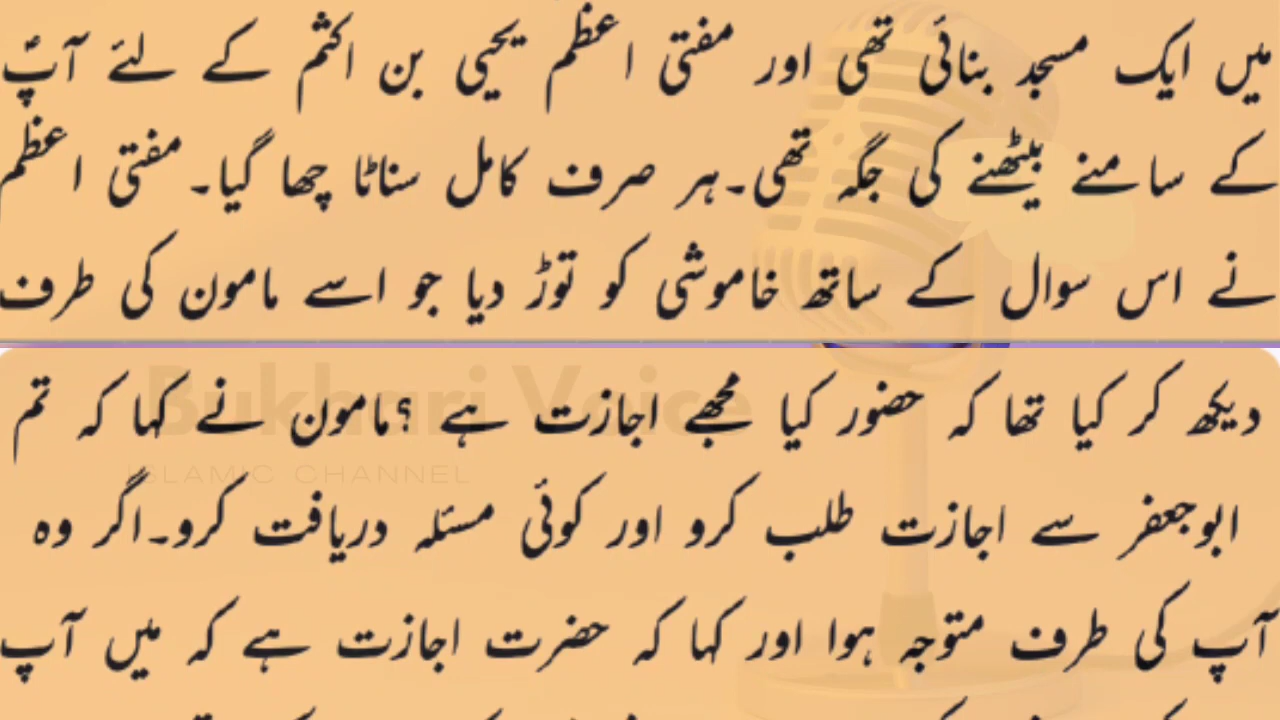 میں ایک مسجد بنائی تھی اور مفتی اعظم یحیی بن اکثم کے لئے آپؑ
کے سامنے بیٹھنے کی جگہ تھی۔ہر صرف کامل سناٹا چھا گیا۔ مفتی اعظم
نے اس سوال کے ساتھ خاموشی کو توڑ دیا جو اسے مامون کی طرف
دیکھ کر کیا تھا کہ حضور کیا مجھے اجازت ہے ؟مامون نے کہا کہ تم
Bukhari Voice
ISLAMIC CHANNEL
ابوجعفر سے اجازت طلب کرو اور کوئی مسئلہ دریافت کرو۔اگر وہ
آپ کی طرف متوجہ ہوا اور کہا کہ حضرت اجازت ہے کہ میں آپ